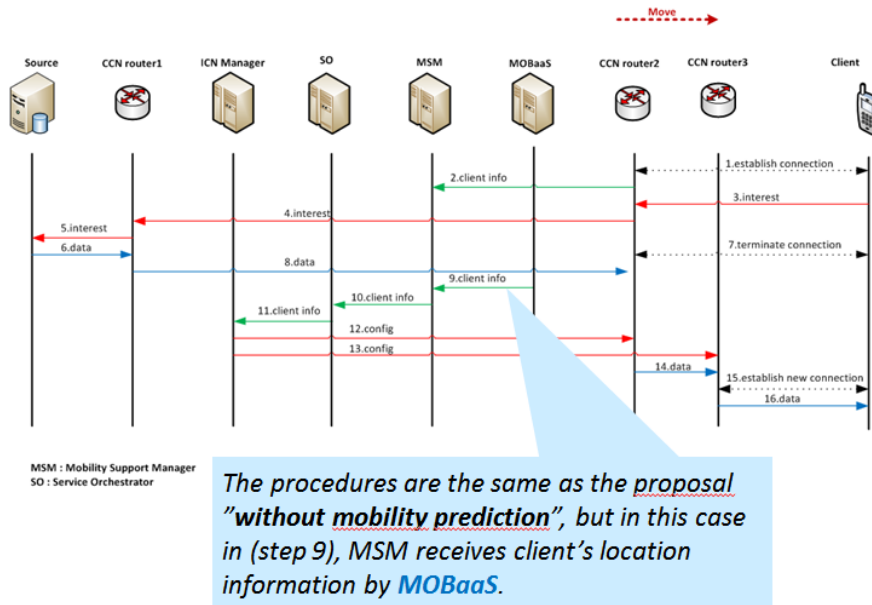 Move
Source CCN router1 ICN Manager SO MSM MOBaaS CCN router2 CCN router3 Client
1.establish connection
2.client info
3.interest
4.interest
5.interest
6.data
7.terminate connection
8.data
9.client info
10.client info
11.client info
12.config
13.config
14.data
15.establish new connection
16.data
MSM : Mobility Support Manager
SO : Service Orchestrator
The procedures are the same as the proposal
”without mobility prediction”, but in this case
in (step 9), MSM receives client’s location
information by MOBaaS.